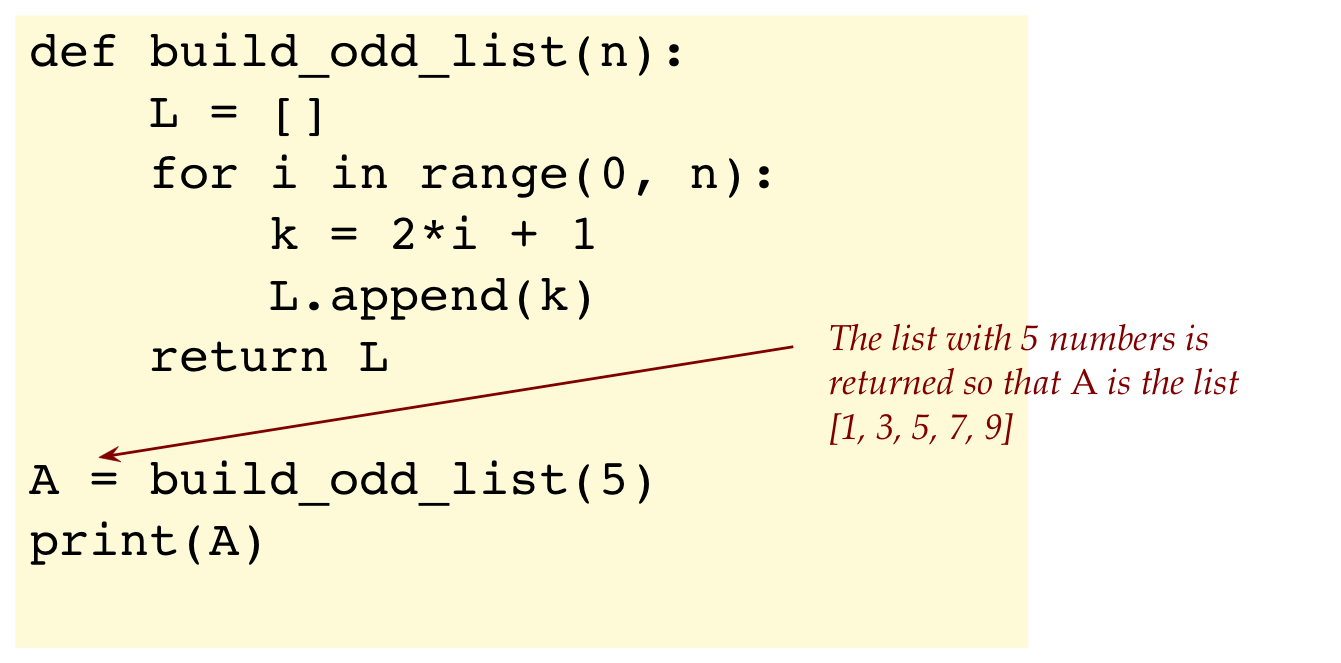 def build_odd_list(n):
    L = []
    for i in range(0, n):
        k = 2*i + 1
        L.append(k)
    return L
The list with 5 numbers is
returned so that A is the list
[1, 3, 5, 7, 9]
A = build_odd_list(5)
print(A)